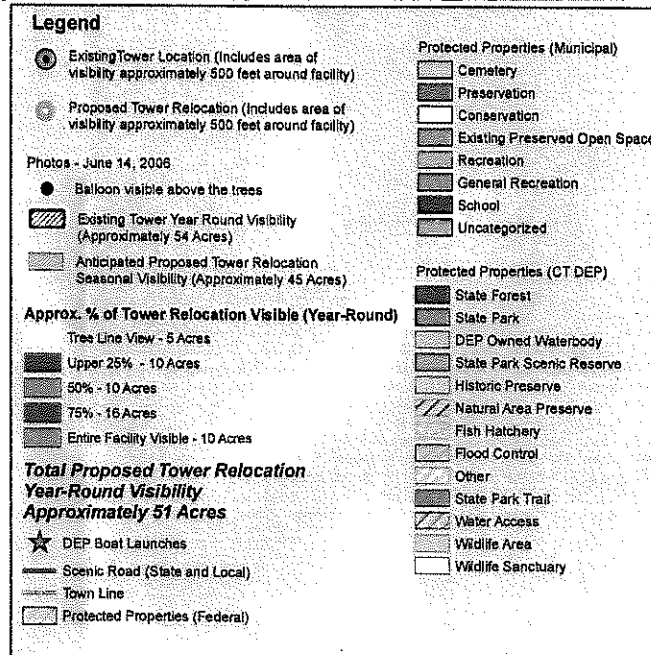 Legend
Existing Tower Location (Includes area of
visibility approximately 500 feet around facility)
Proposed Tower Relocation (Includes area of
visibility approximately 500 feet around facility)
Photos - June 14, 2006
Balloon visible above the trees
Existing Tower Year Round Visibility
(Approximately 54 Acres)
Anticipated Proposed Tower Relocation
Seasonal Visibility (Approximately 45 Acres)
Approx. % of Tower Relocation Visible (Year-Round)
Tree Line View - 5 Acres
Upper 25% - 10 Acres
50% - 10 Acres
75% - 16 Acres
Entire Facility Visible - 10 Acres
Total Proposed Tower Relocation
Year-Round Visibility
Approximately 51 Acres
DEP Boat Launches
Scenic Road (State and Local)
Town Line
Protected Properties (Federal)
Protected Properties (Municipal)
Cemetery
Preservation
Conservation
Existing Preserved Open Space
Recreation
General Recreation
School
Uncategorized
Protected Properties (CT DEP)
State Forest
State Park
DEP Owned Waterbody
State Park Scenic Reserve
Historic Preserve
Natural Area Preserve
Fish Hatchery
Flood Control
Other
State Park Trail
Water Access
Wildlife Area
Wildlife Sanctuary